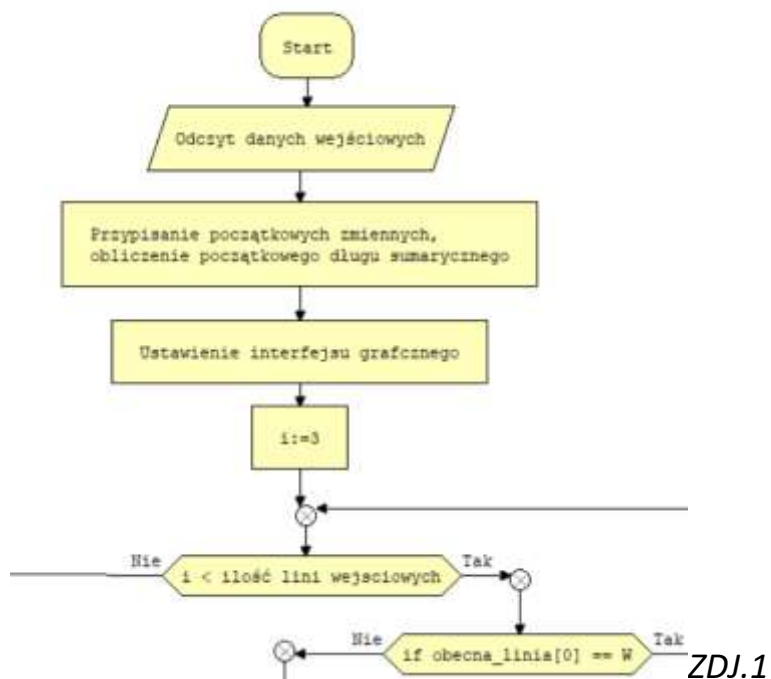 Start
Odczyt danych wejściowych
Przypisanie początkowych zmiennych,
obliczenie początkowego długu sumarycznego
Ustawienie interfejsu grafcznego
i:=3
Nie
i < ilość lini wejsciowych
Tak
Nie
if obecna_linia[0] == W
Tak
ZDJ.1